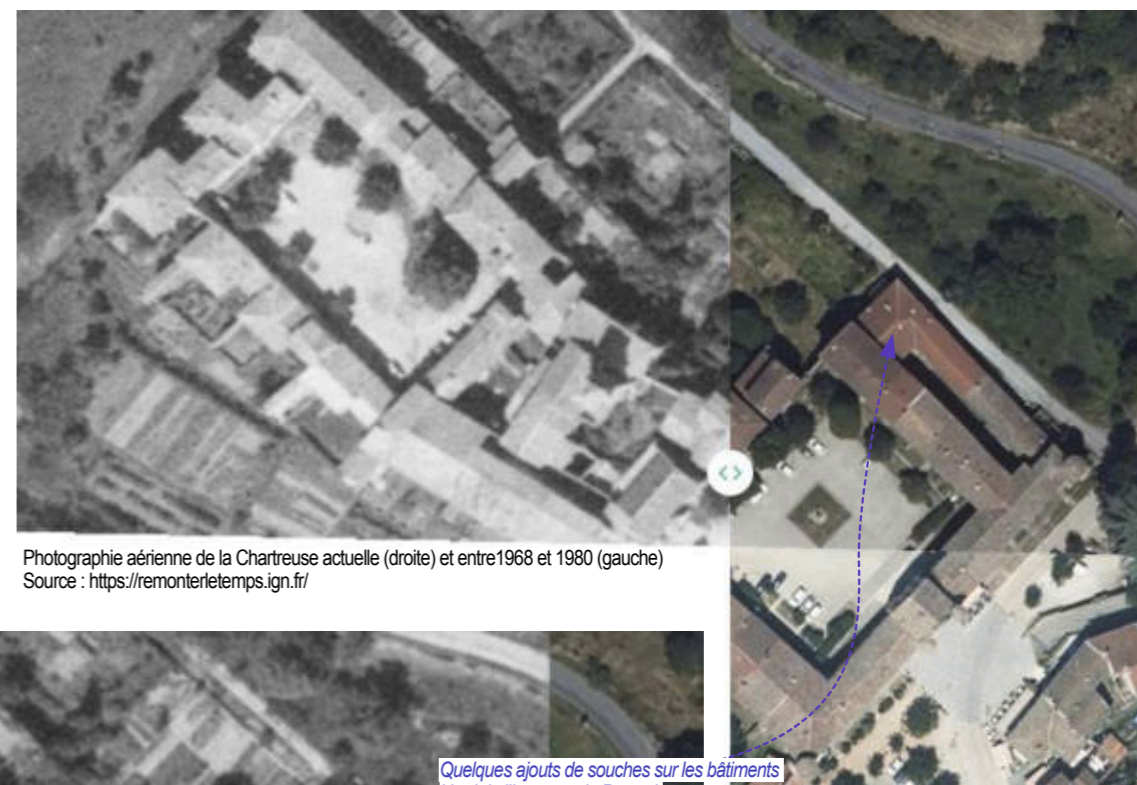 Photographie aérienne de la Chartreuse actuelle (droite) et entre1968 et 1980 (gauche)
Source : https://remonterletemps.ign.fr/
Quelques ajouts de souches sur les bâtiments